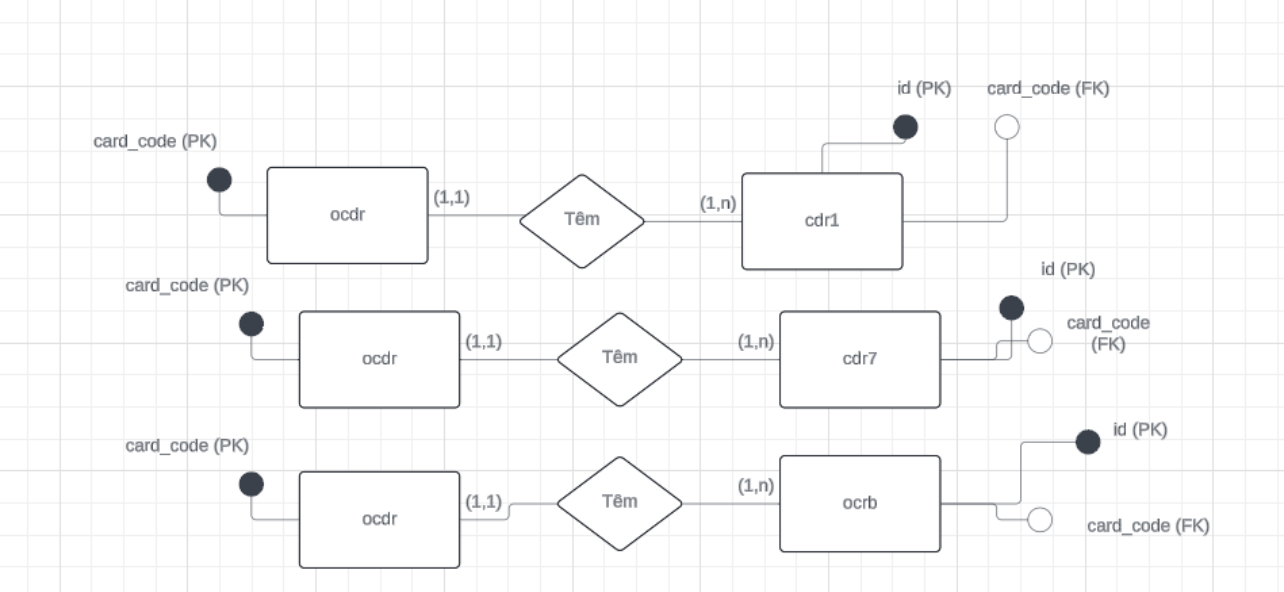 id (PK)
card_code (FK)
card_code (PK)
ocdr
(1,1)
Têm
(1,n)
cdr1
id (PK)
card_code (PK)
ocdr
(1,1)
Têm
(1,n)
cdr7
card_code
(FK)
id (PK)
card_code (PK)
ocdr
(1,1)
Têm
(1,n)
ocrb
card_code (FK)